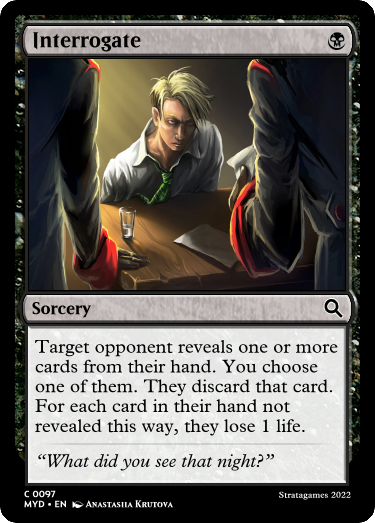 Interrogate
Sorcery
Target opponent reveals one or more
cards from their hand. You choose
one of them. They discard that card.
For each card in their hand not
revealed this way, they lose 1 life.
“What did you see that night?”
C 0097
Stratagames 2022
MYD • EN Anastasiia Krutova